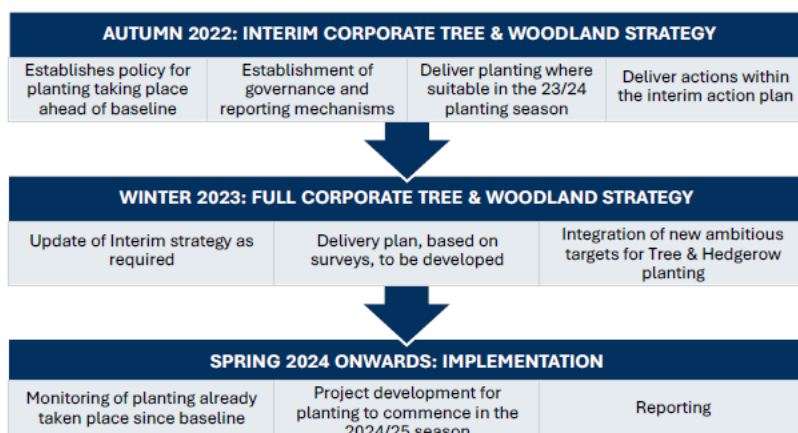 AUTUMN 2022: INTERIM CORPORATE TREE & WOODLAND STRATEGY
Establishes policy for
planting taking place
ahead of baseline
Establishment of
governance and
reporting mechanisms
Deliver planting where
suitable in the 23/24
planting season
Deliver actions within
the interim action plan
WINTER 2023: FULL CORPORATE TREE & WOODLAND STRATEGY
Update of Interim strategy as
required
Delivery plan, based on
surveys, to be developed
Integration of new ambitious
targets for Tree & Hedgerow
planting
SPRING 2024 ONWARDS: IMPLEMENTATION
Monitoring of planting already
taken place since baseline
Project development for
planting to commence in the
2024/25 season
Reporting